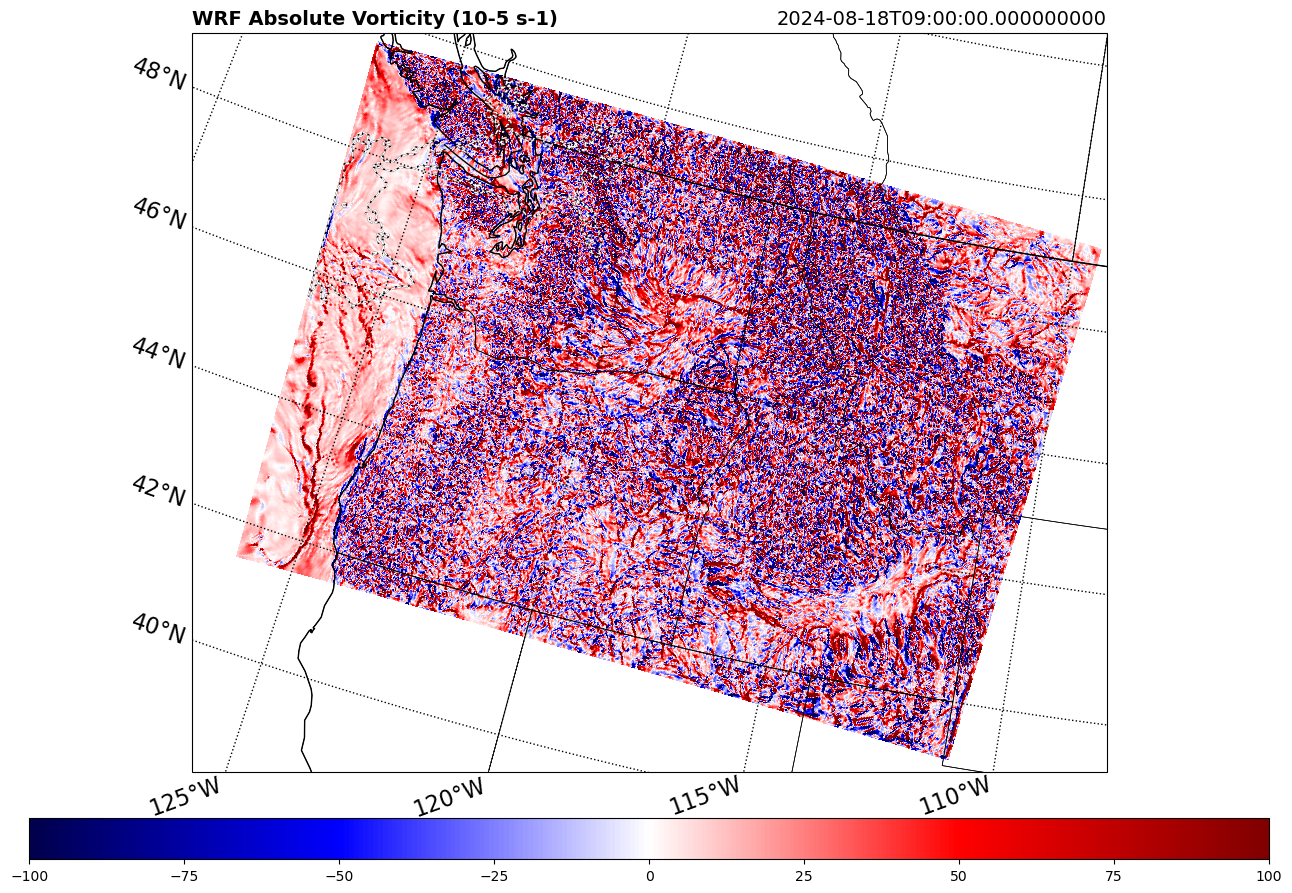 WRF Absolute Vorticity (10-5 s-1)
2024-08-18T09:00:00.000000000
48°N
46°N
44°N
42°N
40°N
125°W
120°W
115°W
110°W
−100
−75
−50
−25
0
25
50
75
100